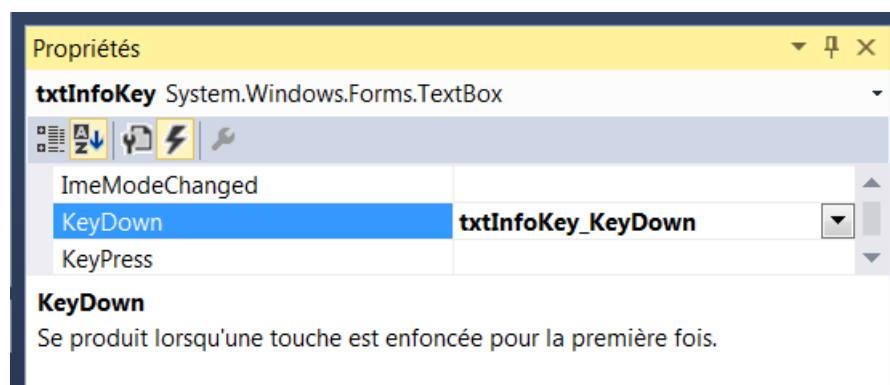 Propriétés
txtInfoKey System.Windows.Forms.TextBox
ImeModeChanged
KeyDown txtInfoKey_KeyDown
KeyPress
KeyDown
Se produit lorsqu'une touche est enfoncée pour la première fois.